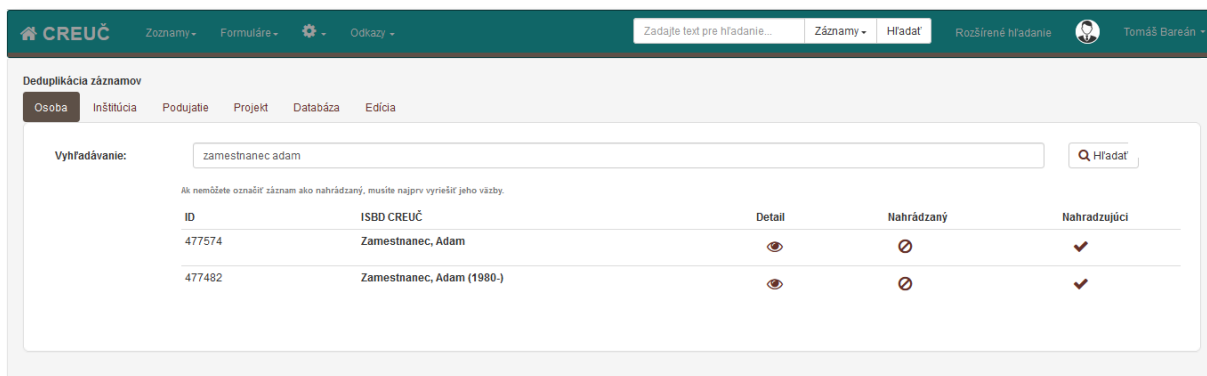 CREUČ Zoznamy Formuláre Odkazy Zadajte text pre hľadanie... Záznamy Hľadať Rozšírené hľadanie Tomáš Bareán
Deduplikácia záznamov
Osoba Inštitúcia Podujatie Projekt Databáza Edícia
Vyhľadávanie: zamestnanec adam Hľadať
Ak nemôžete označiť záznam ako nahrádzaný, musíte najprv vyriešiť jeho väzby.
ID ISBD CREUČ Detail Nahrádzaný Nahradzujúci
477574 Zamestnanec, Adam
477482 Zamestnanec, Adam (1980-)